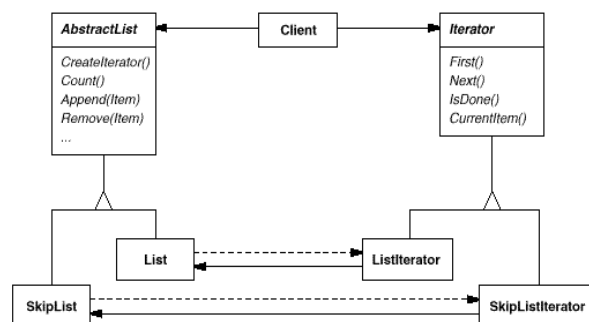 AbstractList
CreateIterator()
Count()
Append(Item)
Remove(Item)
...
Client
Iterator
First()
Next()
IsDone()
CurrentItem()
List
ListIterator
SkipList
SkipListIterator